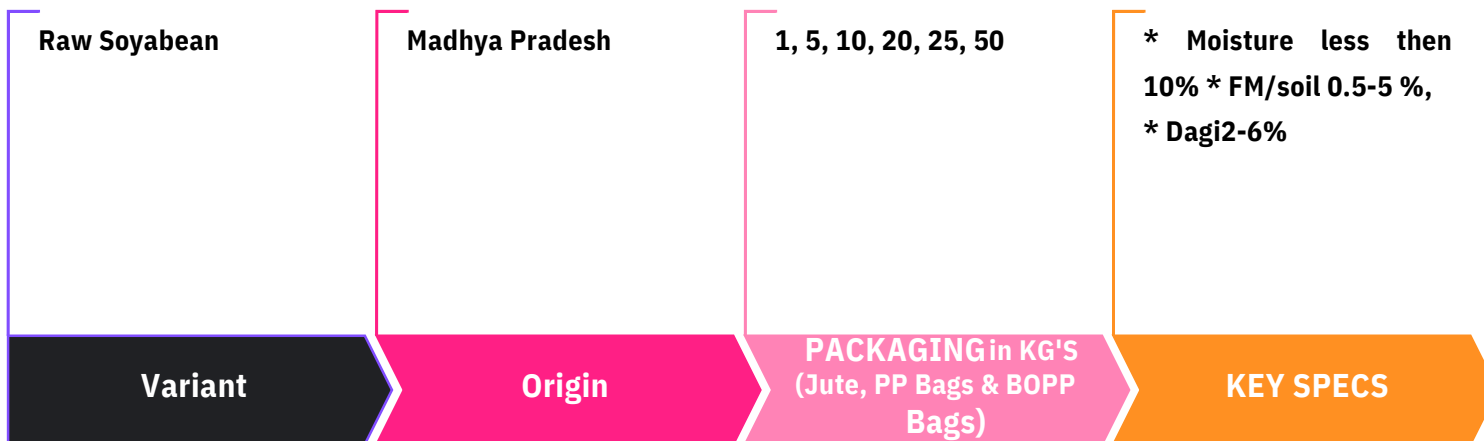 Raw Soyabean
Madhya Pradesh
1, 5, 10, 20, 25, 50
* Moisture less then
10% * FM/soil 0.5-5 %,
* Dagi2-6%
Variant
Origin
PACKAGING in KG'S
(Jute, PP Bags & BOPP
Bags)
KEY SPECS